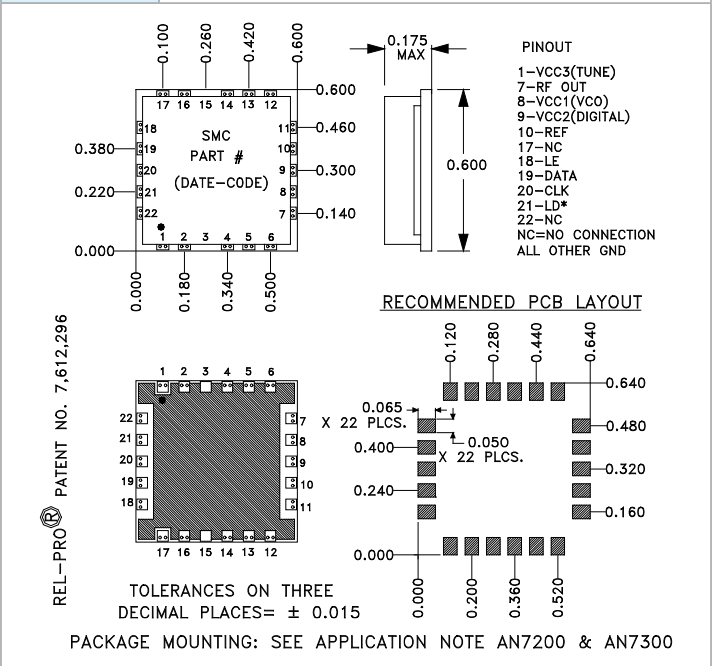 0.100
0.260
0.420
0.600
0.600
17 16 15 14 13 12
18 11 0.460
0.380 19 10
20 9 0.300
0.220 21 8
22 7 0.140
SMC
PART #
(DATE-CODE)
1 2 3 4 5 6
0.000
0.000
0.180
0.340
0.500
0.175
MAX
0.600
PINOUT
1-VCC3(TUNE)
7-RF OUT
8-VCC1(VCO)
9-VCC2(DIGITAL)
10-REF
17-NC
18-LE
19-DATA
20-CLK
21-LD*
22-NC
NC=NO CONNECTION
ALL OTHER GND
REL-PRO® PATENT NO. 7,612,296
1 2 3 4 5 6
22 7
21 8
20 9
19 10
18 11
17 16 15 14 13 12
RECOMMENDED PCB LAYOUT
0.120
0.280
0.440
0.640
0.640
0.065
X 22 PLCS.
0.480
0.050
X 22 PLCS.
0.400
0.320
0.240
0.160
0.000
0.000
0.200
0.360
0.520
TOLERANCES ON THREE
DECIMAL PLACES= ± 0.015
PACKAGE MOUNTING: SEE APPLICATION NOTE AN7200 & AN7300